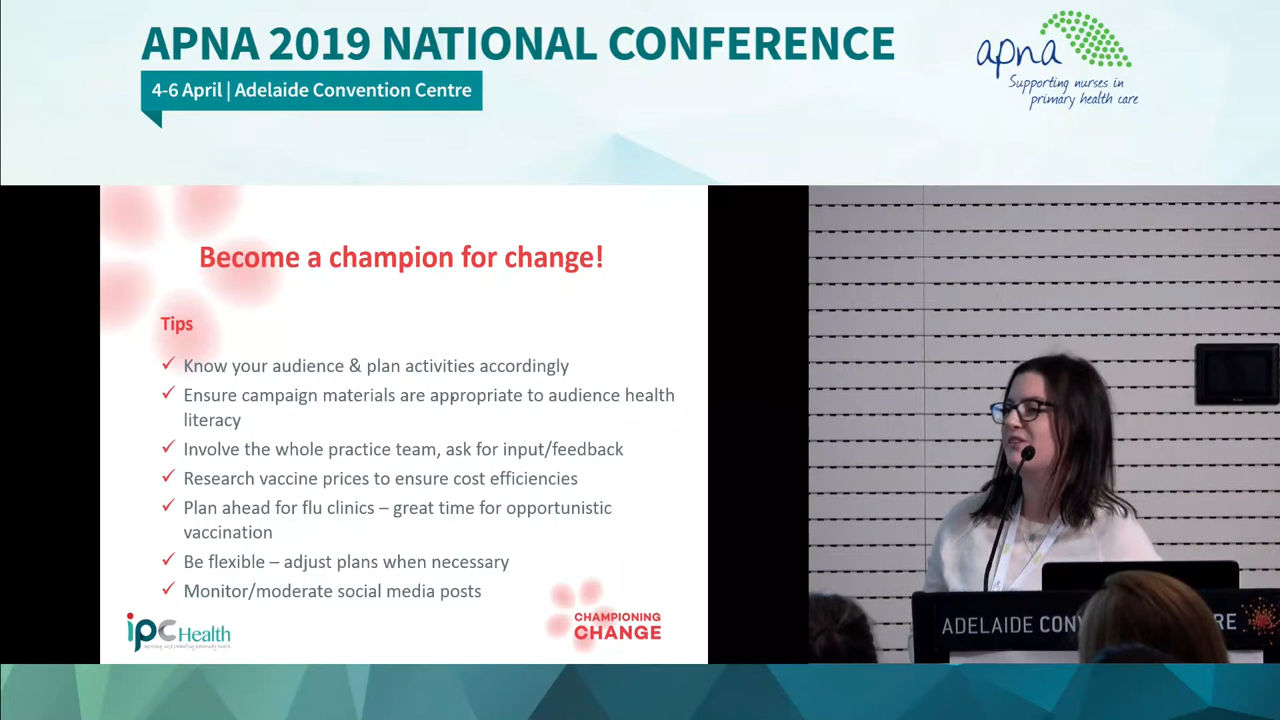 APNA 2019 NATIONAL CONFERENCE
4-6 April | Adelaide Convention Centre
apna
Supporting nurses in
primary health care
Become a champion for change!
Tips
Know your audience & plan activities accordingly
Ensure campaign materials are appropriate to audience health
literacy
Involve the whole practice team, ask for input/feedback
Research vaccine prices to ensure cost efficiencies
Plan ahead for flu clinics – great time for opportunistic
vaccination
Be flexible – adjust plans when necessary
Monitor/moderate social media posts
ipc Health
CHAMPIONING
CHANGE
ADELAIDE CON
RE